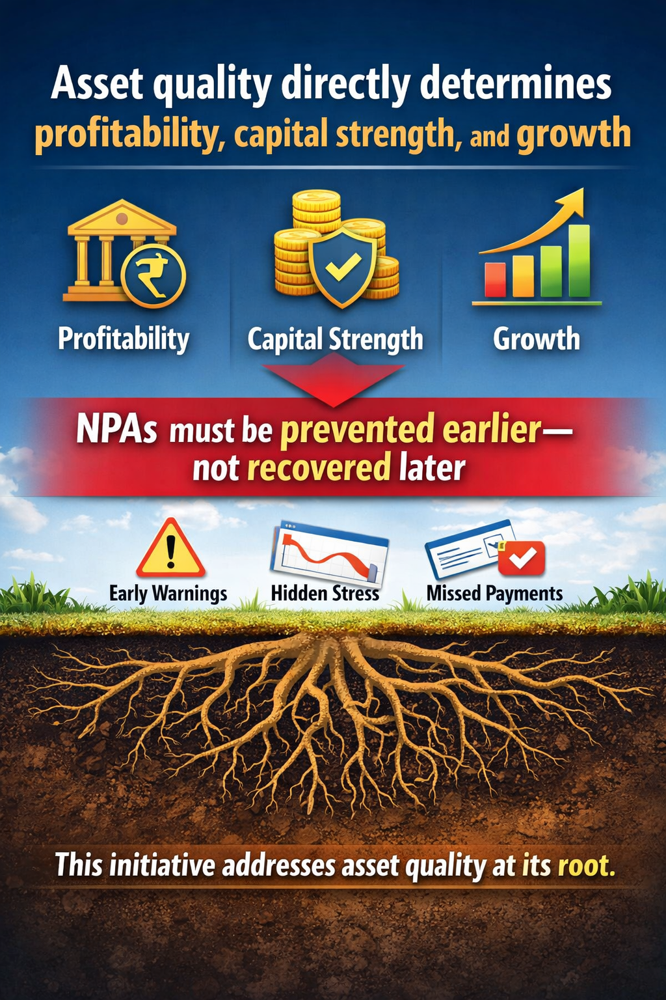 Asset quality directly determines
profitability, capital strength, and growth
Profitability
Capital Strength
Growth
NPAs must be prevented earlier—
not recovered later
Early Warnings
Hidden Stress
Missed Payments
This initiative addresses asset quality at its root.